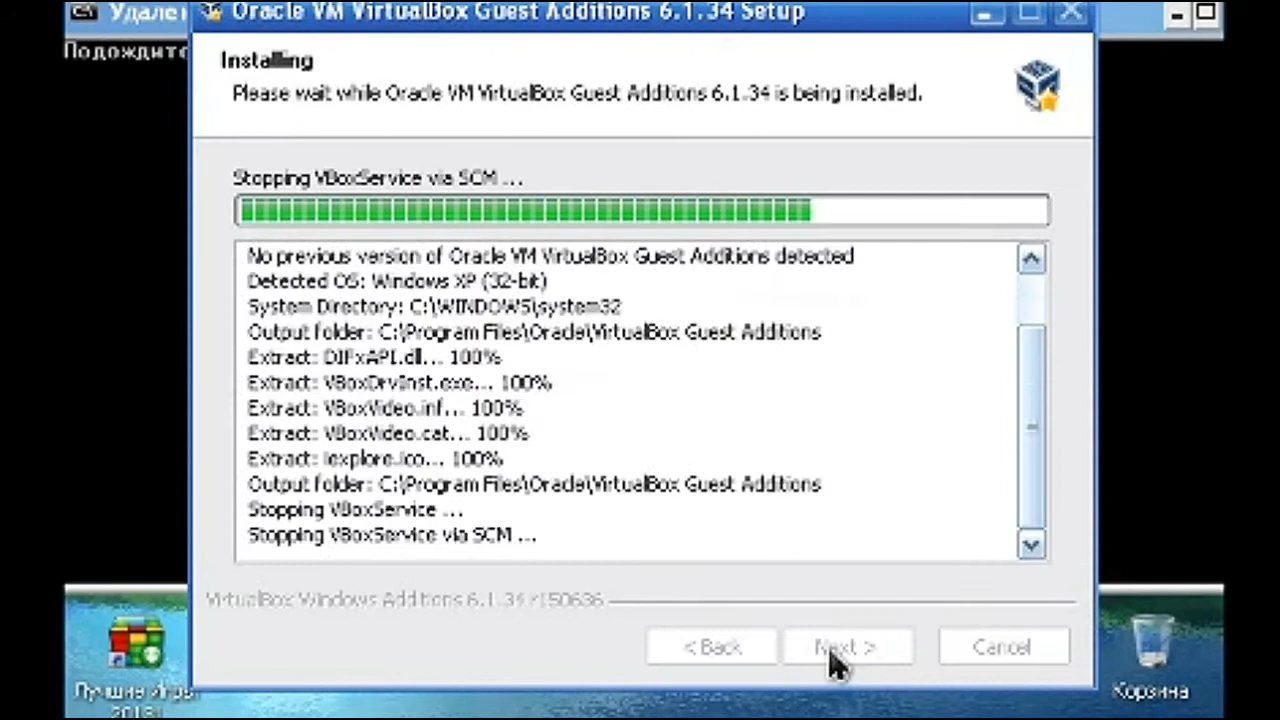 Удален
Oracle VM VirtualBox Guest Additions 6.1.34 Setup
Подождите
Installing
Please wait while Oracle VM VirtualBox Guest Additions 6.1.34 is being installed.
Stopping VBoxService via SCM ...
No previous version of Oracle VM VirtualBox Guest Additions detected
Detected OS: Windows XP (32-bit)
System Directory: C:\WINDOWS\system32
Output folder: C:\Program Files\Oracle\VirtualBox Guest Additions
Extract: DIFxAPI.dll... 100%
Extract: VBoxDrvInst.exe... 100%
Extract: VBoxVideo.inf... 100%
Extract: VBoxVideo.cat... 100%
Extract: iexplore.ico... 100%
Output folder: C:\Program Files\Oracle\VirtualBox Guest Additions
Stopping VBoxService ...
Stopping VBoxService via SCM ...
VirtualBox Windows Additions 6.1.34 r150636
< Back
Next >
Cancel
Лучшие Игры
Корзина